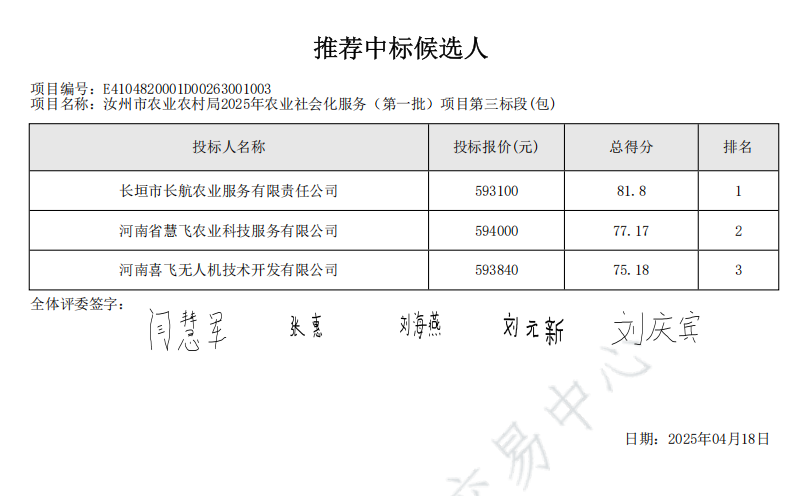 推荐中标候选人
项目编号：E4104820001D00263001003
项目名称：汝州市农业农村局2025年农业社会化服务（第一批）项目第三标段(包)
投标人名称 投标报价(元) 总得分 排名
长垣市长航农业服务有限责任公司 593100 81.8 1
河南省慧飞农业科技服务有限公司 594000 77.17 2
河南喜飞无人机技术开发有限公司 593840 75.18 3
全体评委签字：
闫慧军 张惠 刘海燕 刘元新 刘庆宾
交易中心
日期：2025年04月18日